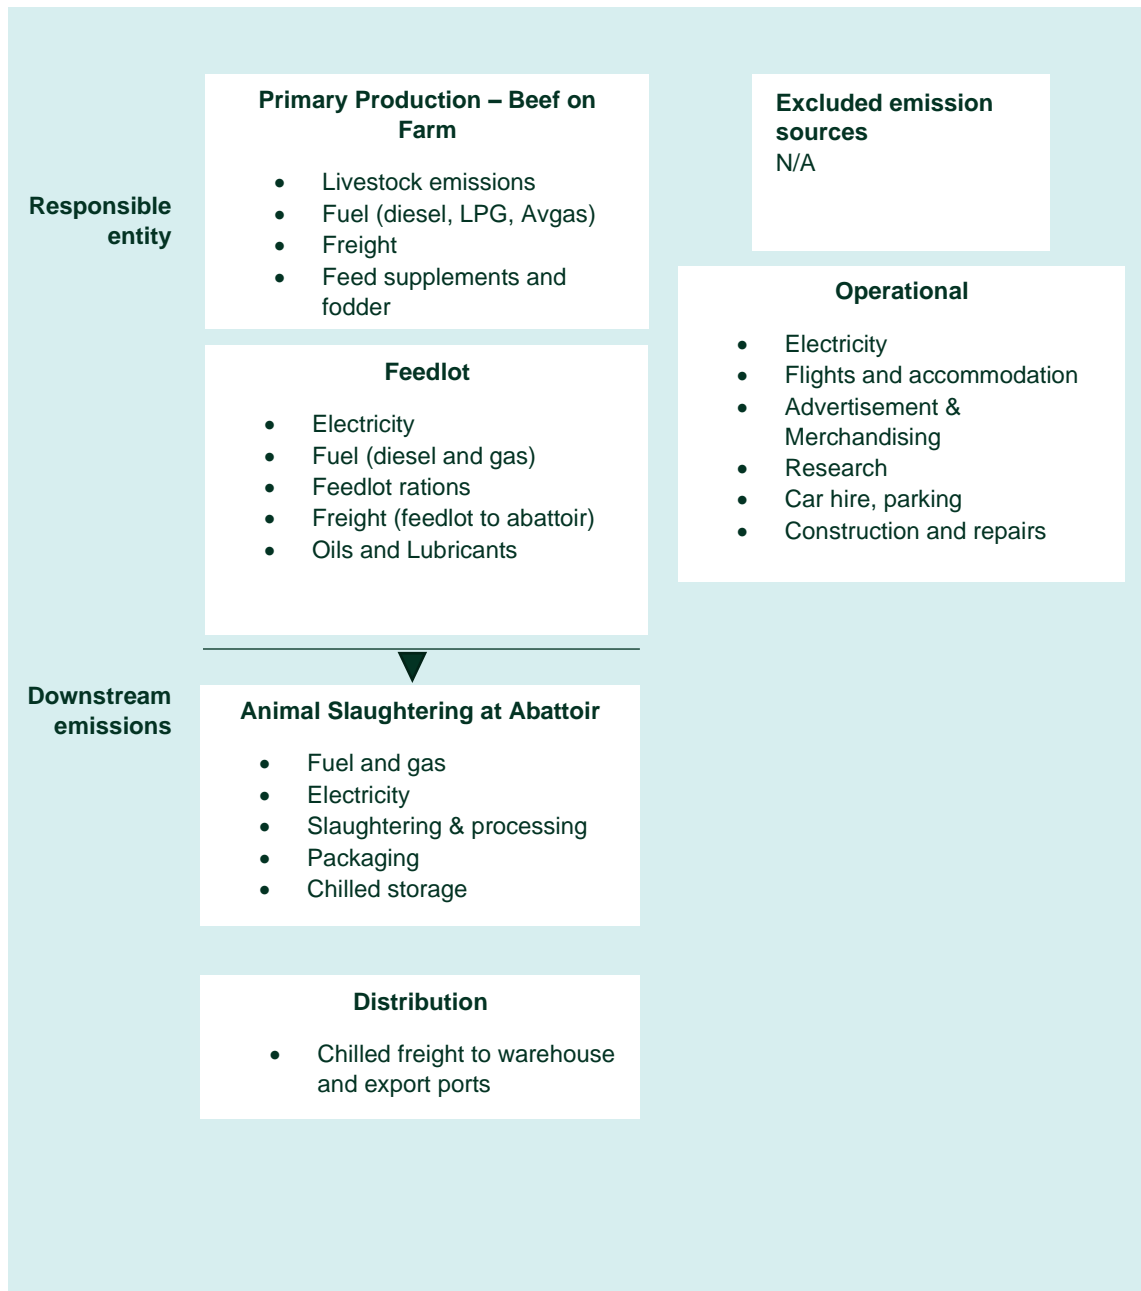 Responsible
entity
Primary Production – Beef on
Farm
• Livestock emissions
• Fuel (diesel, LPG, Avgas)
• Freight
• Feed supplements and
fodder
Excluded emission
sources
N/A
Feedlot
• Electricity
• Fuel (diesel and gas)
• Feedlot rations
• Freight (feedlot to abattoir)
• Oils and Lubricants
Operational
• Electricity
• Flights and accommodation
• Advertisement &
Merchandising
• Research
• Car hire, parking
• Construction and repairs
Downstream
emissions
Animal Slaughtering at Abattoir
• Fuel and gas
• Electricity
• Slaughtering & processing
• Packaging
• Chilled storage
Distribution
• Chilled freight to warehouse
and export ports